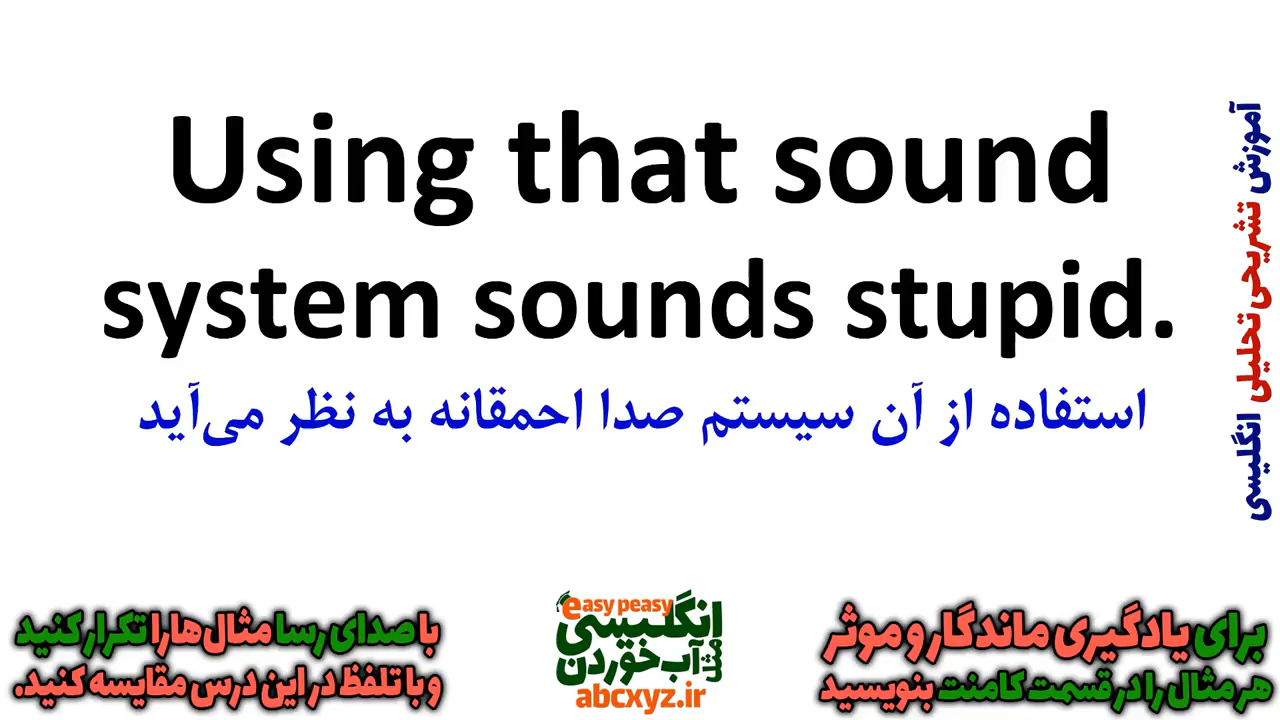 Using that sound
system sounds stupid.
استفاده از آن سیستم صدا احمقانه به نظر می‌آید
آموزش تشریحی تحلیلی انگلیسی
برای یادگیری ماندگار و موثر
هر مثال را در قسمت کامنت بنویسید
easy peasy
انگلیسی
مثل
آب خوردن
abcxyz.ir
با صدای رسا مثال‌ها را تکرار کنید
و با تلفظ در این درس مقایسه کنید.